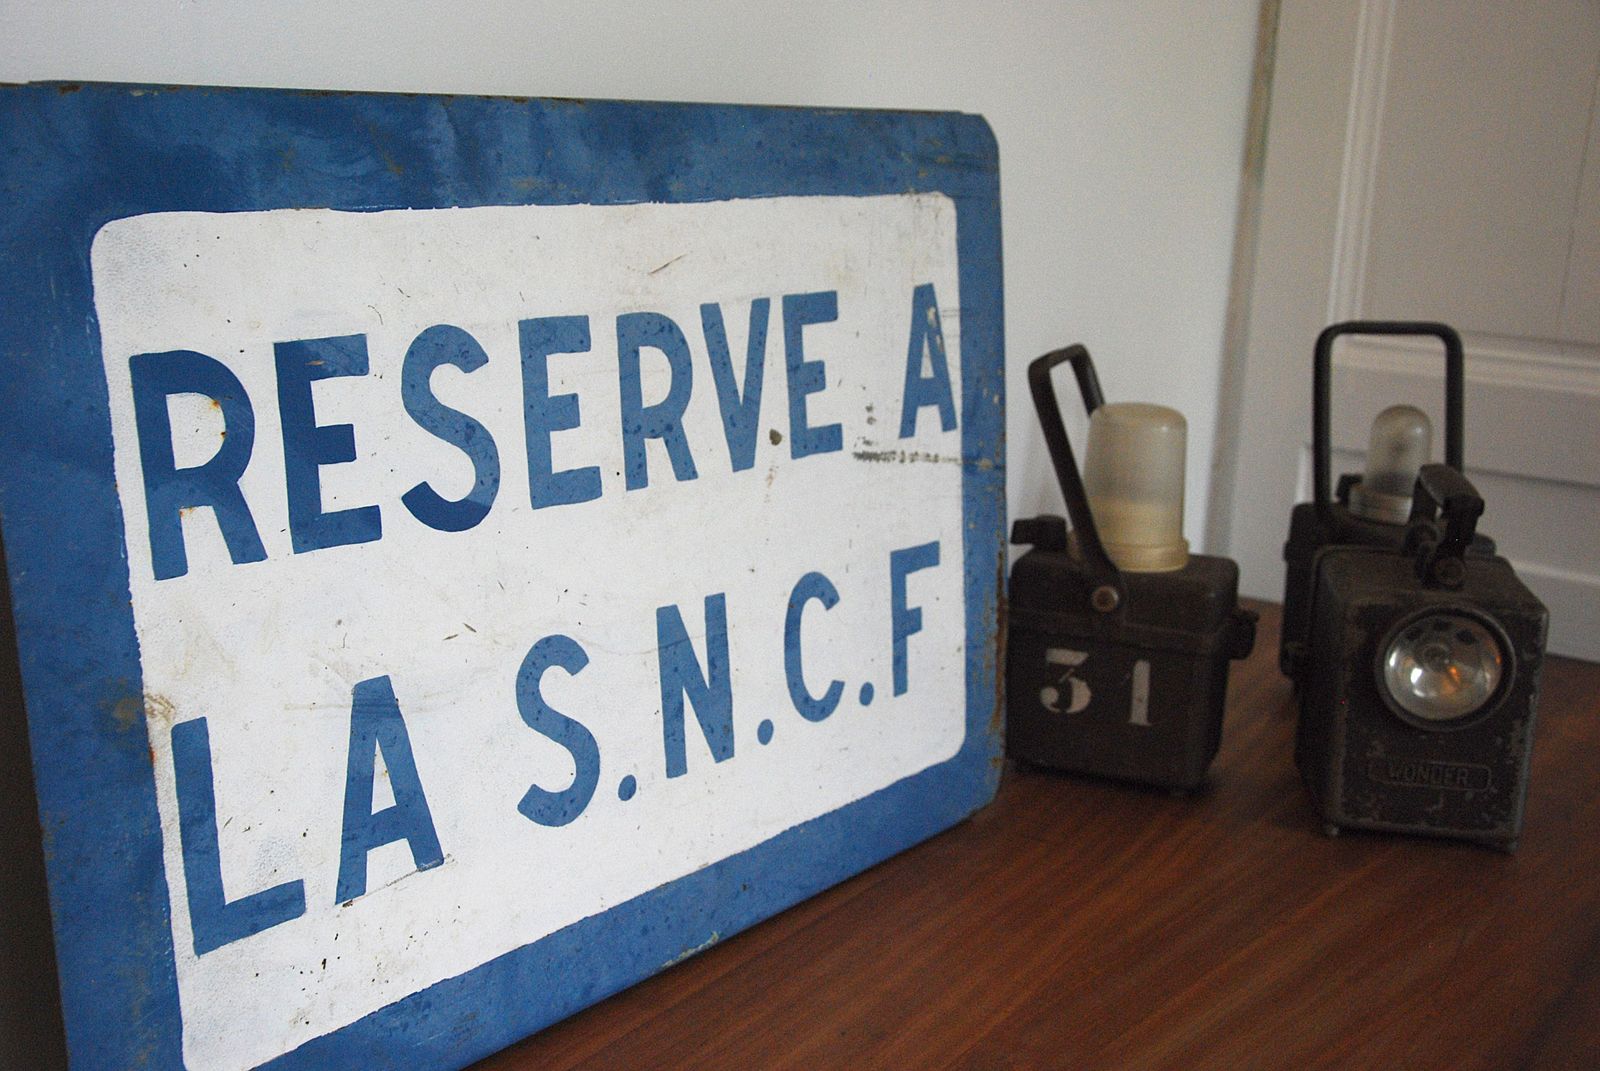 RESERVE A
LA S.N.C.F
31
WONDER